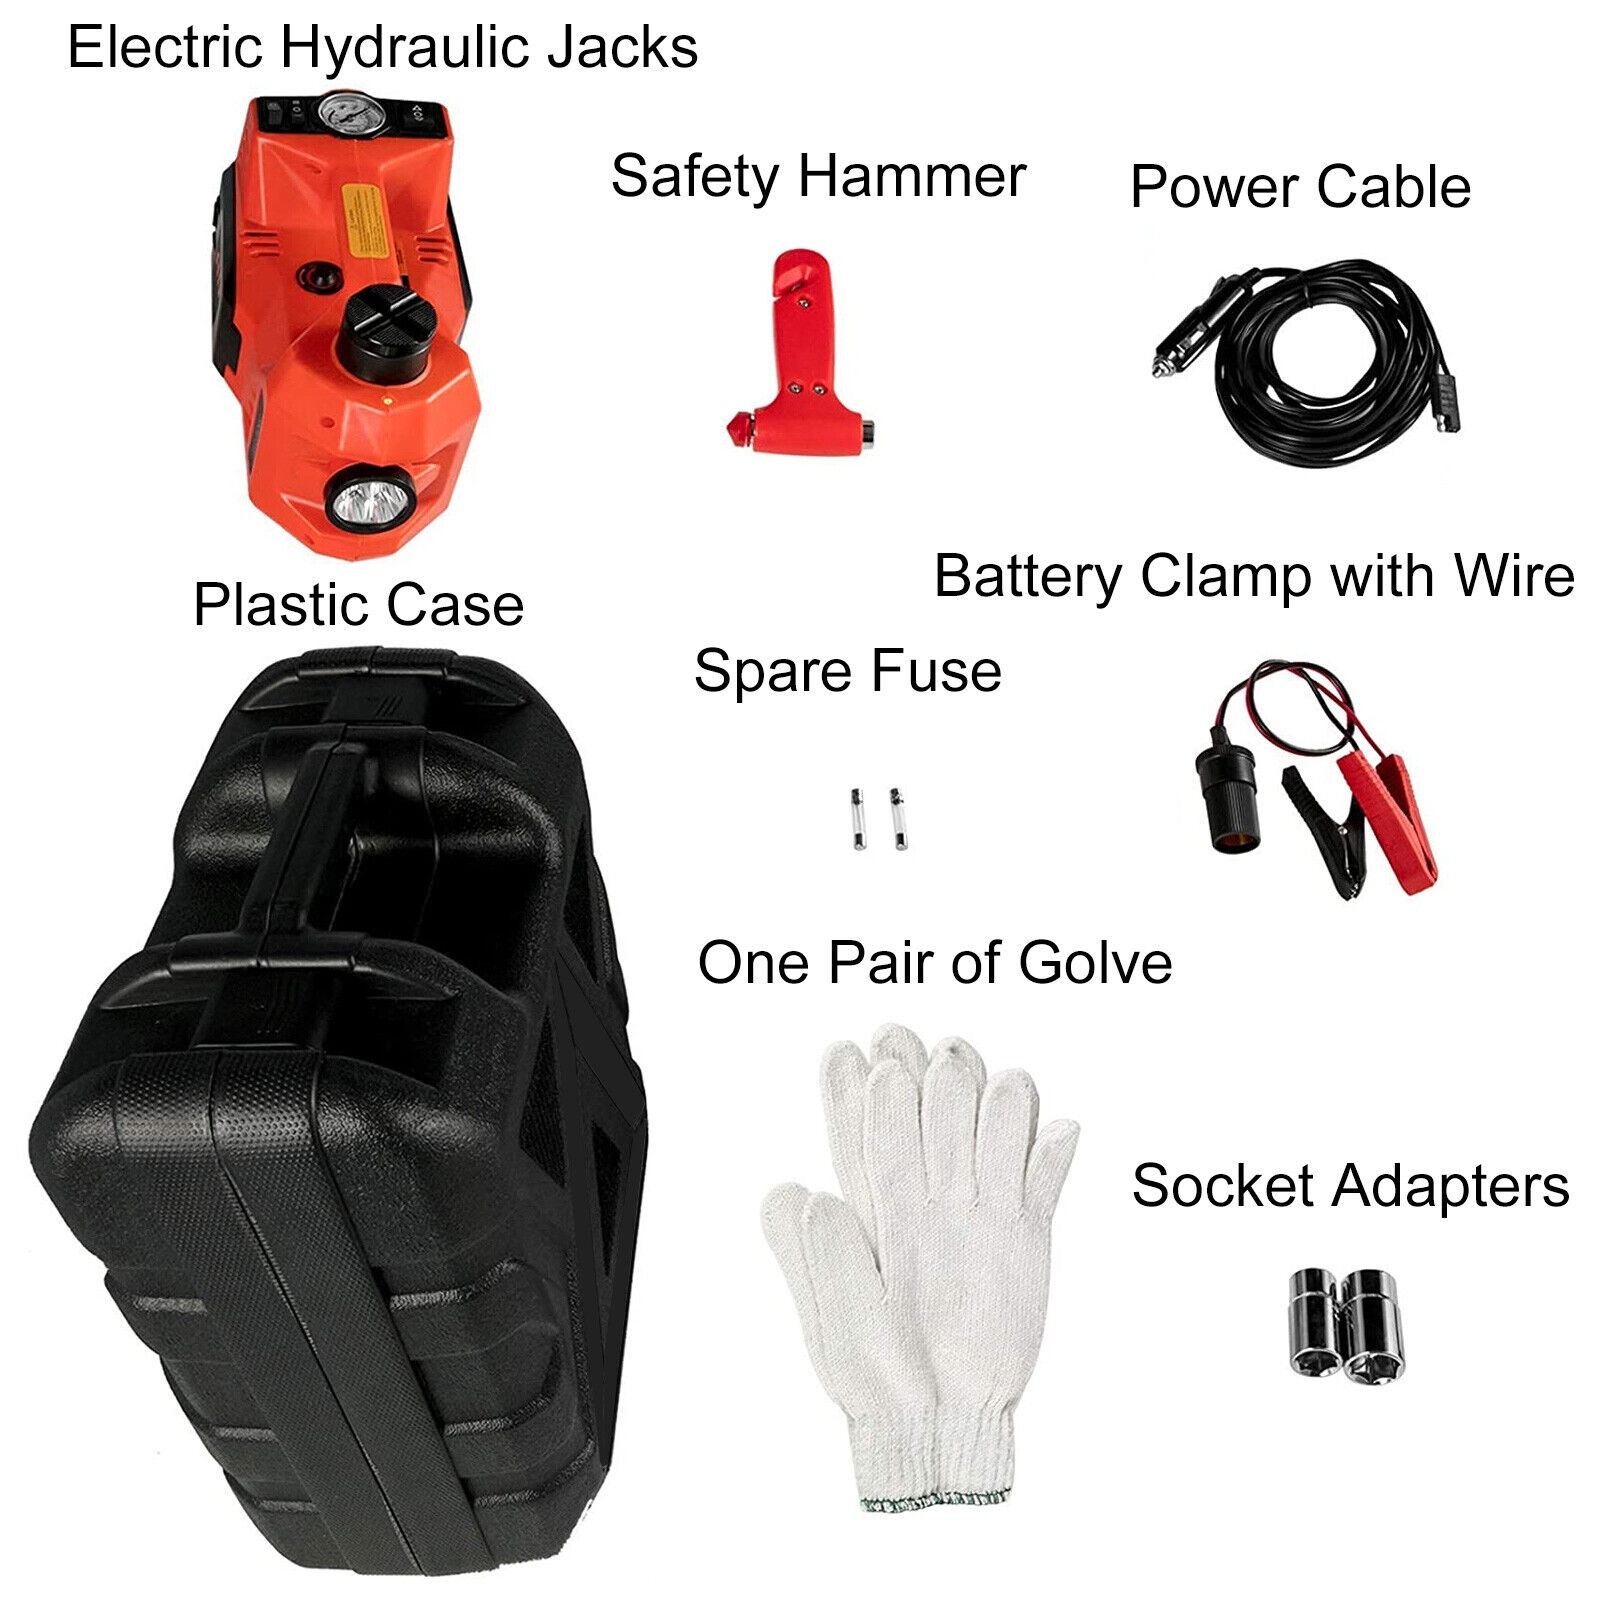 Electric Hydraulic Jacks
Safety Hammer
Power Cable
Plastic Case
Battery Clamp with Wire
Spare Fuse
One Pair of Golve
Socket Adapters